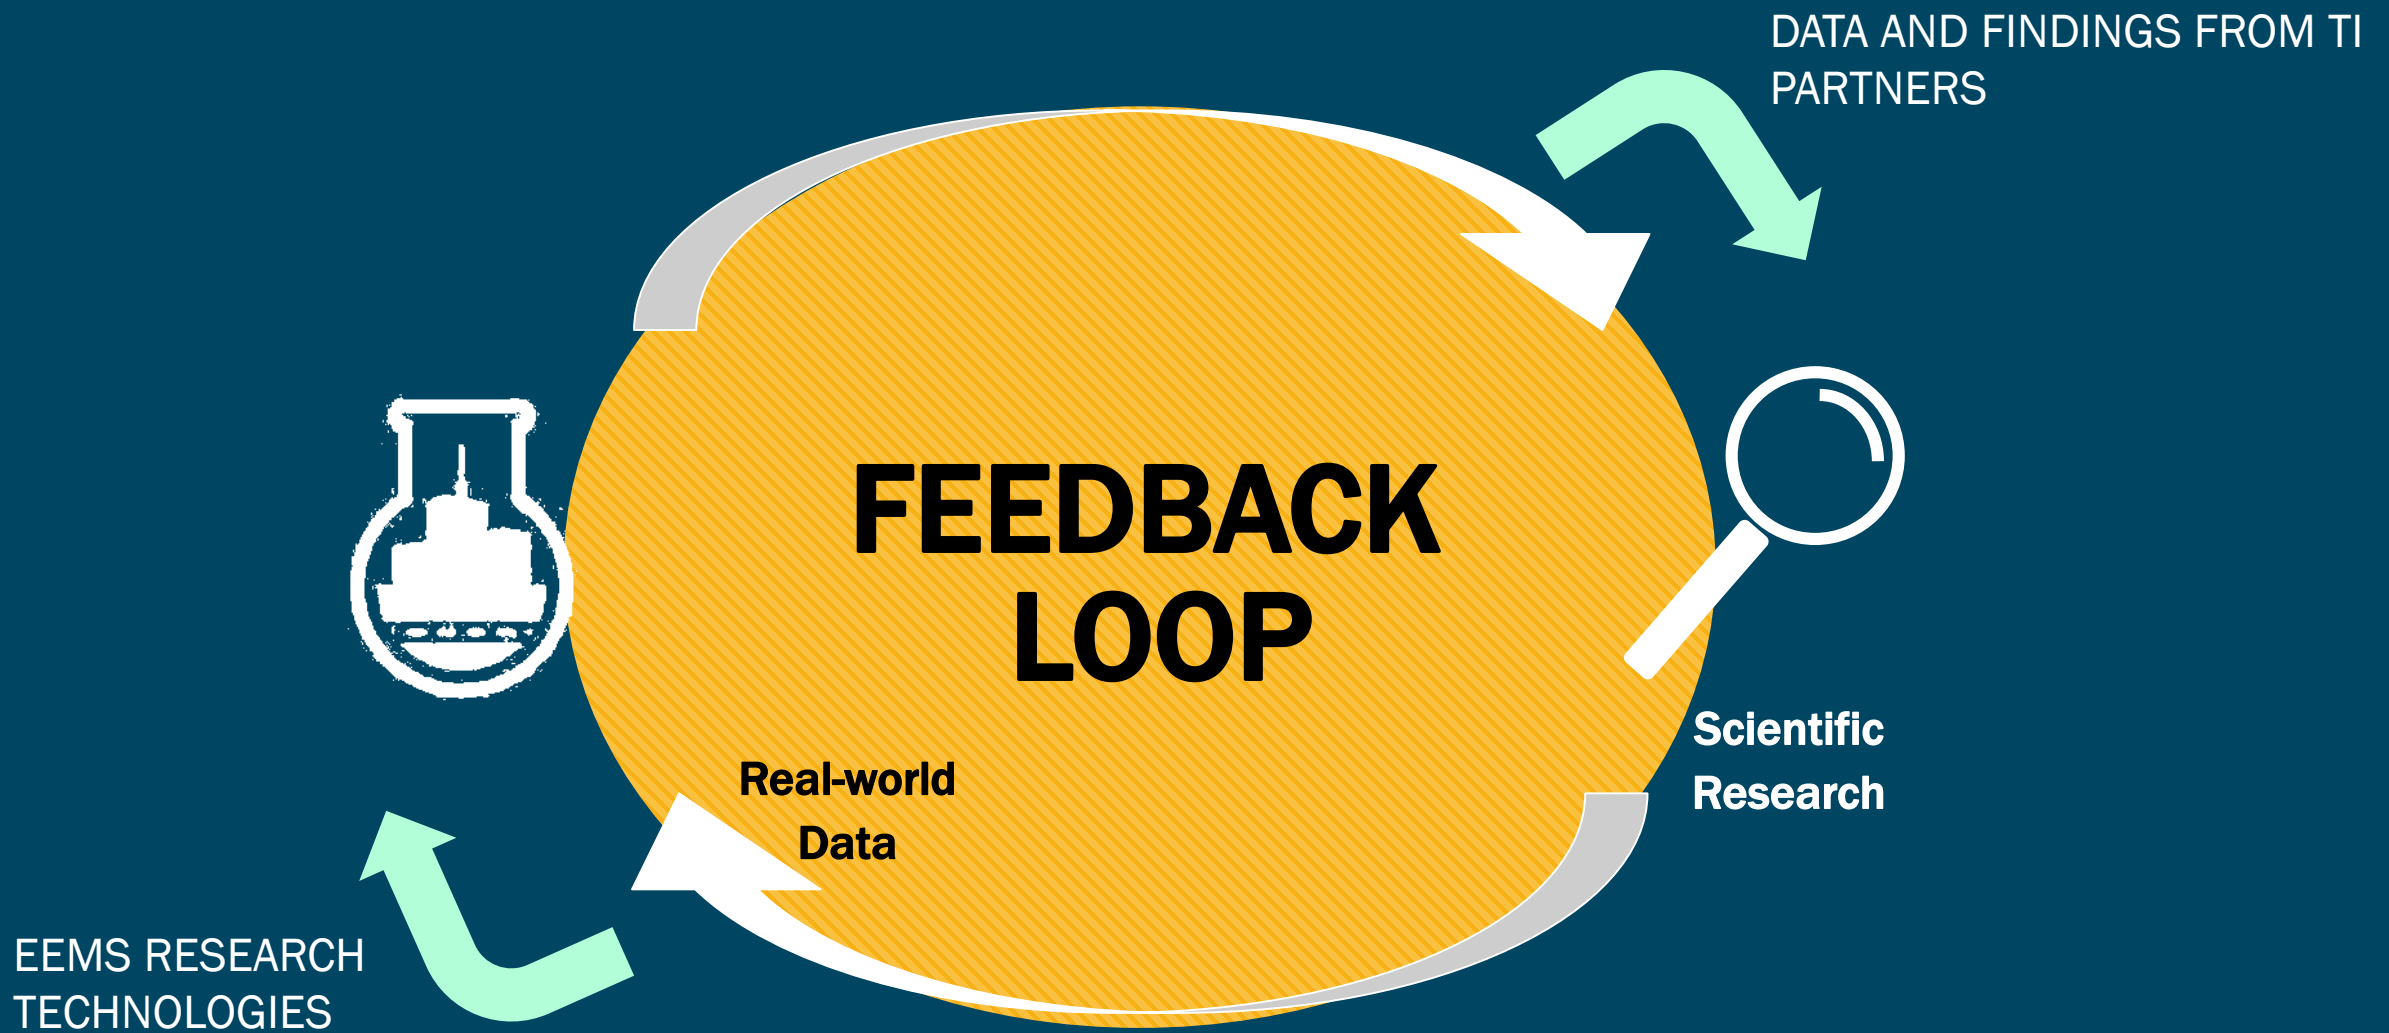 DATA AND FINDINGS FROM TI
PARTNERS
FEEDBACK
LOOP
Scientific
Research
Real-world
Data
EEMS RESEARCH
TECHNOLOGIES